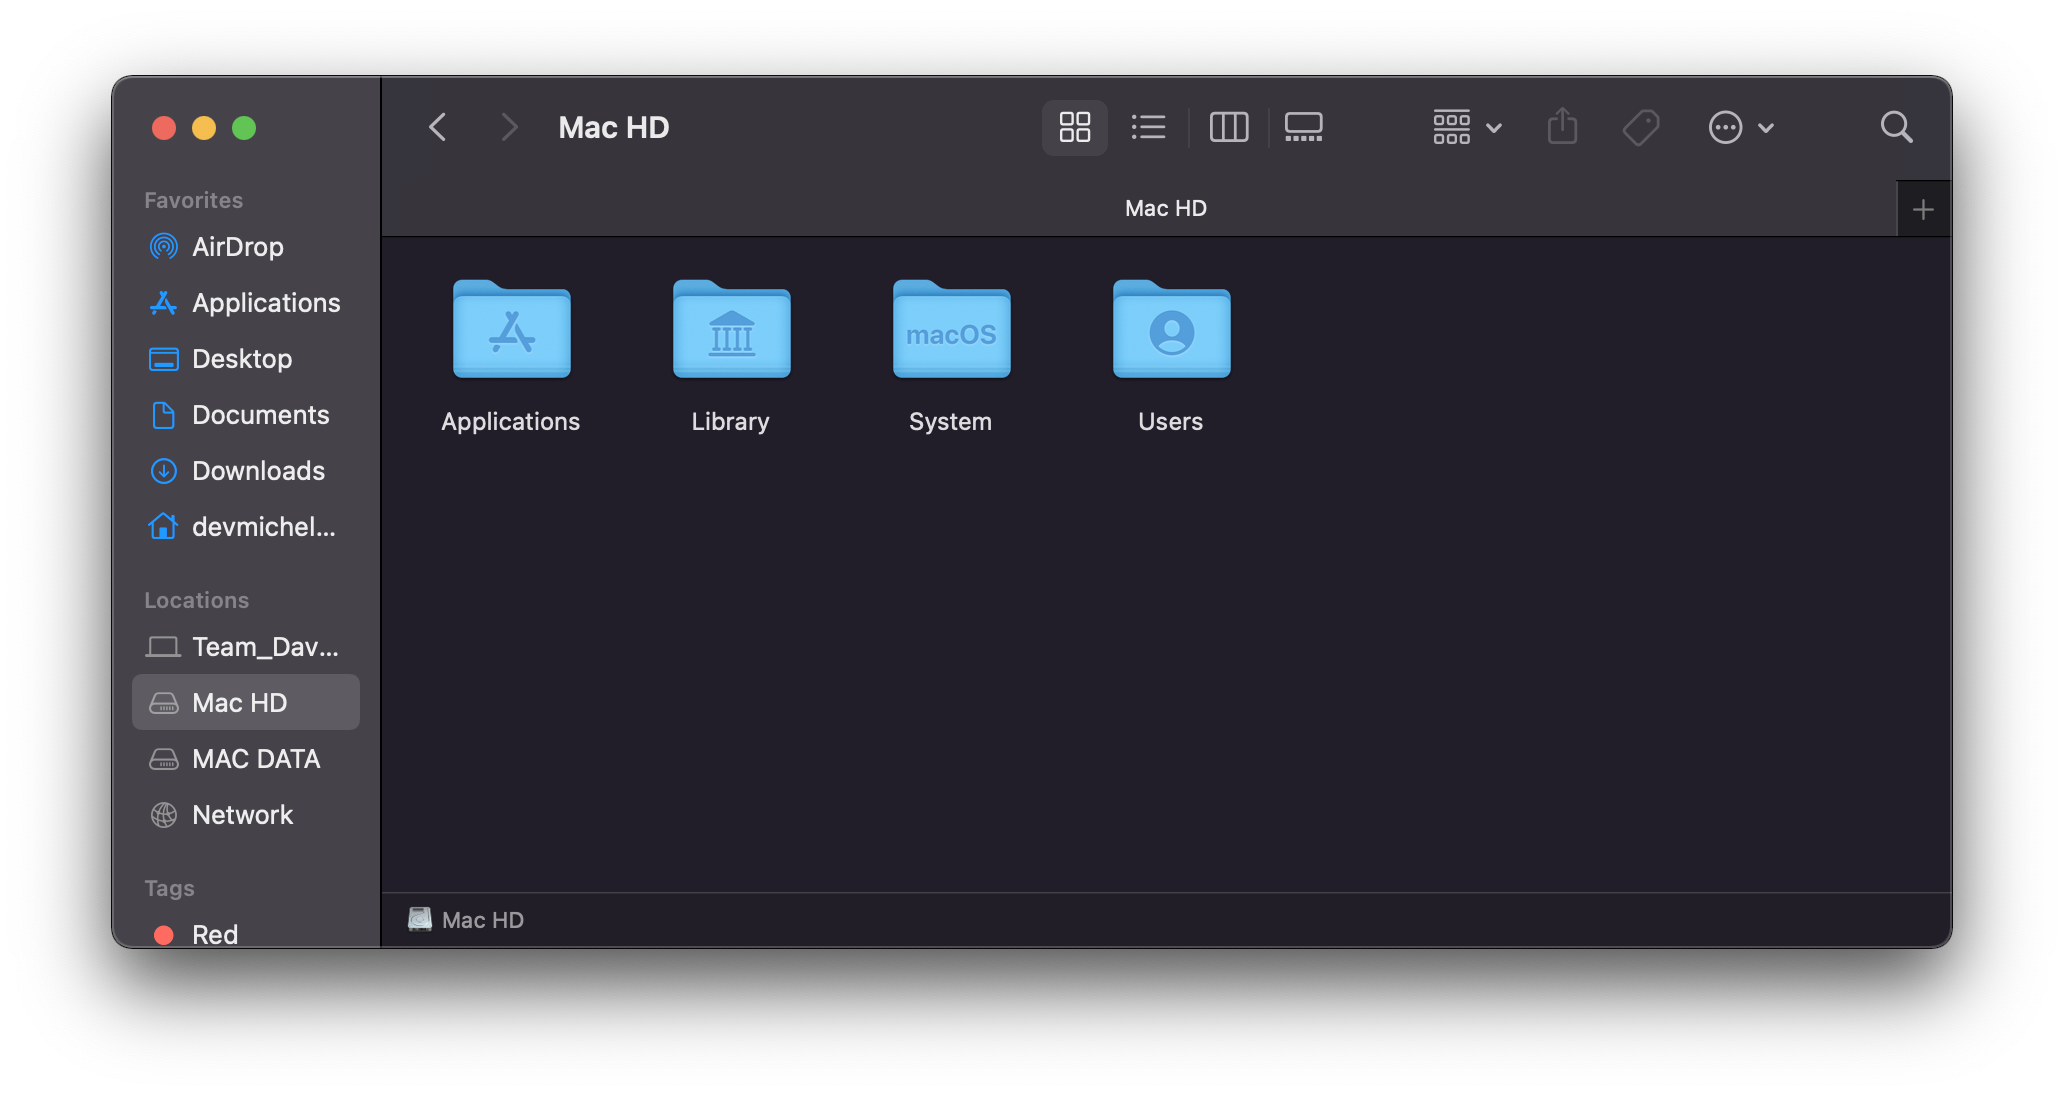 Mac HD
Mac HD
Favorites
AirDrop
Applications
Desktop
Documents
Downloads
devmichel...
Locations
Team_Dav...
Mac HD
MAC DATA
Network
Tags
Red
macOS
Applications
Library
System
Users
Mac HD